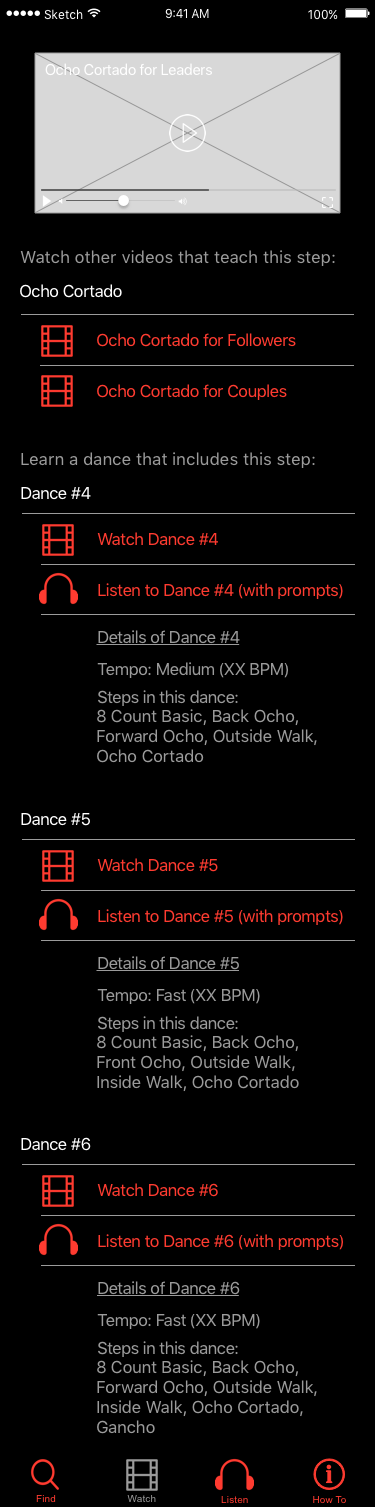 Sketch 9:41 AM 100%
Ocho Cortado for Leaders
Watch other videos that teach this step:
Ocho Cortado
Ocho Cortado for Followers
Ocho Cortado for Couples
Learn a dance that includes this step:
Dance #4
Watch Dance #4
Listen to Dance #4 (with prompts)
Details of Dance #4
Tempo: Medium (XX BPM)
Steps in this dance:
8 Count Basic, Back Ocho,
Forward Ocho, Outside Walk,
Ocho Cortado
Dance #5
Watch Dance #5
Listen to Dance #5 (with prompts)
Details of Dance #5
Tempo: Fast (XX BPM)
Steps in this dance:
8 Count Basic, Back Ocho,
Front Ocho, Outside Walk,
Inside Walk, Ocho Cortado
Dance #6
Watch Dance #6
Listen to Dance #6 (with prompts)
Details of Dance #6
Tempo: Fast (XX BPM)
Steps in this dance:
8 Count Basic, Back Ocho,
Forward Ocho, Outside Walk,
Inside Walk, Ocho Cortado,
Gancho
Find Watch Listen How To